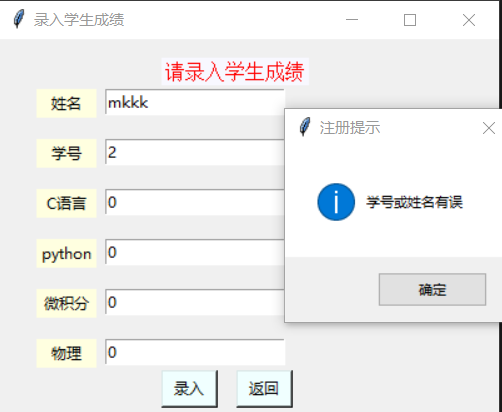 录入学生成绩
请录入学生成绩
姓名 mkkk
注册提示
学号 2
学号或姓名有误
C语言 0
python 0
确定
微积分 0
物理 0
录入 返回